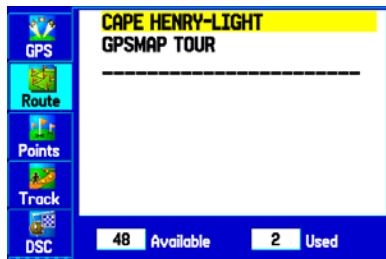 GPS
Route
Points
Track
DSC
CAPE HENRY-LIGHT
GPSMAP TOUR
------------------------
48 Available 2 Used